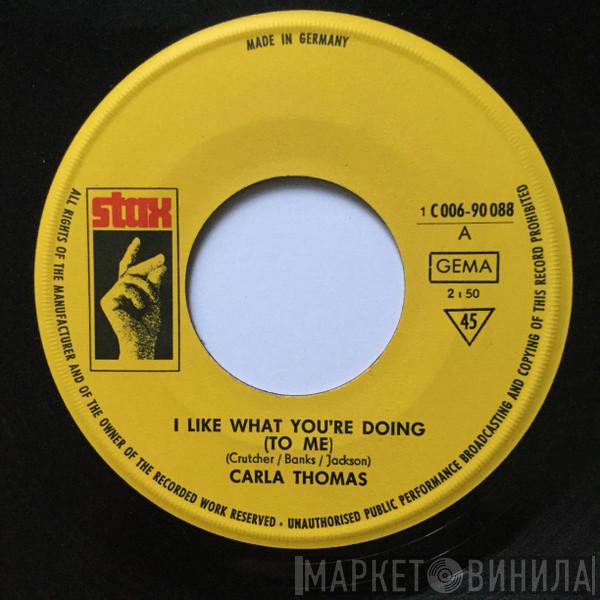 MADE IN GERMANY
stax
1 C 006-90 088
A
GEMA
2:50
45
I LIKE WHAT YOU'RE DOING
(TO ME)
(Crutcher / Banks / Jackson)
CARLA THOMAS
ALL RIGHTS OF THE MANUFACTURER AND OF THE OWNER OF THE RECORDED WORK RESERVED · UNAUTHORISED PUBLIC PERFORMANCE BROADCASTING AND COPYING OF THIS RECORD PROHIBITED
МАРКЕТ ВИНИЛА